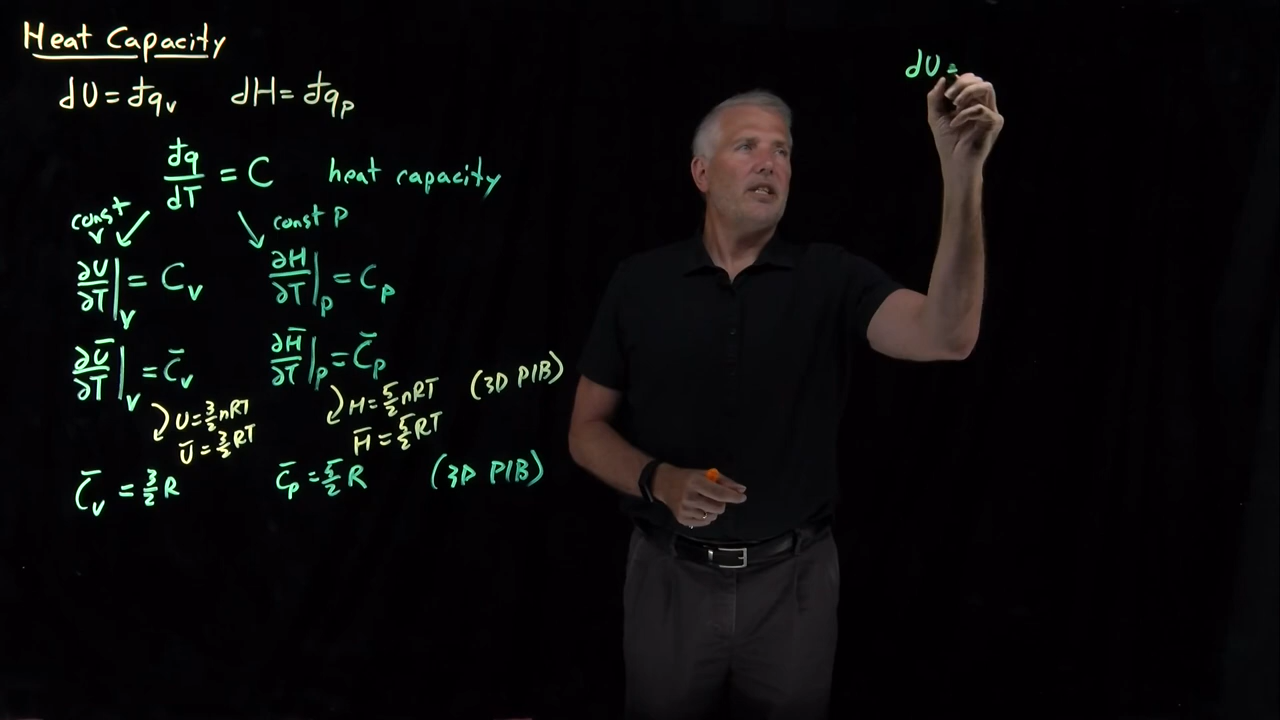 Heat Capacity
dU = đq_v    dH = đq_p
đq/dT = C    heat capacity
const v    const P
∂U/∂T|_v = C_v    ∂H/∂T|_p = C_p
∂Ū/∂T|_v = C̄_v    ∂H̄/∂T|_p = C̄_p
U = 3/2 nRT    H = 5/2 nRT    (3D PIB)
Ū = 3/2 RT    H̄ = 5/2 RT
C̄_v = 3/2 R    C̄_p = 5/2 R    (3D PIB)
dU =